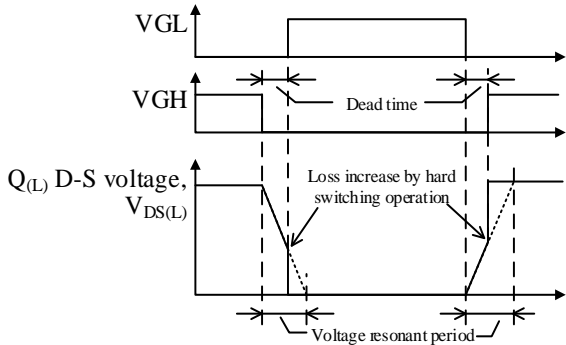 VGL
VGH
Dead time
Q(L) D-S voltage,
VDS(L)
Loss increase by hard
switching operation
Voltage resonant period